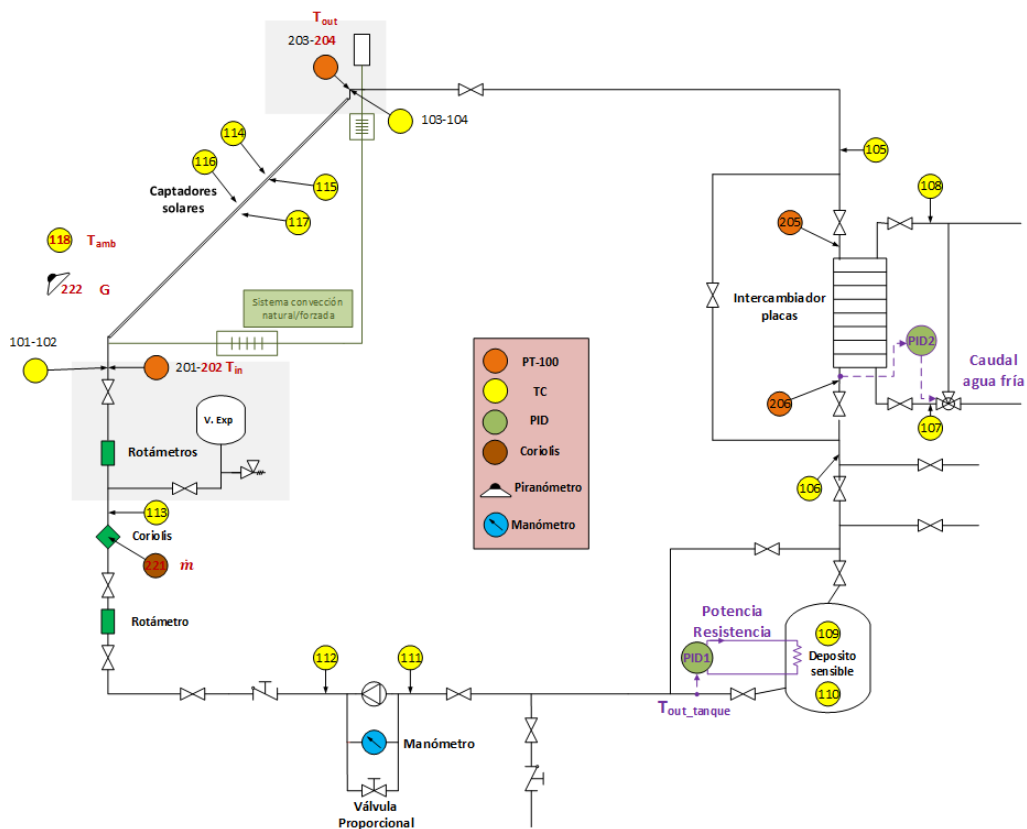 Tout
203-204
103-104
114
116
115
Captadores
solares
117
105
108
118 Tamb
222 G
205
Sistema convección
natural/forzada
Intercambiador
placas
PID2
Caudal
agua fría
101-102
201-202 Tin
206
107
PT-100
TC
PID
Coriolis
Piranómetro
Manómetro
V. Exp
Rotámetros
106
113
Coriolis
221 ṁ
Rotámetro
Potencia
Resistencia
109
Deposito
sensible
110
PID1
112
111
Tout_tanque
Manómetro
Válvula
Proporcional